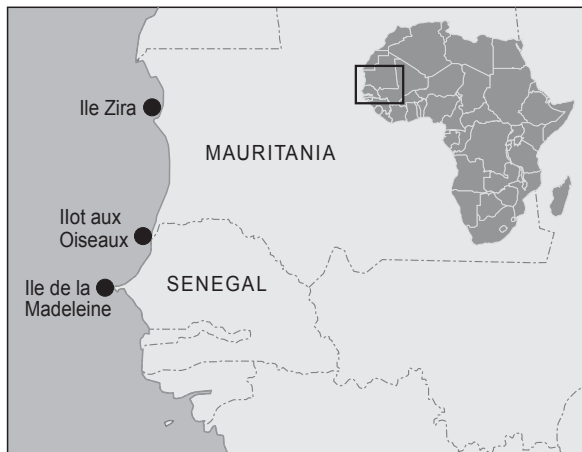 Ile Zira
MAURITANIA
Ilot aux
Oiseaux
Ile de la
Madeleine
SENEGAL